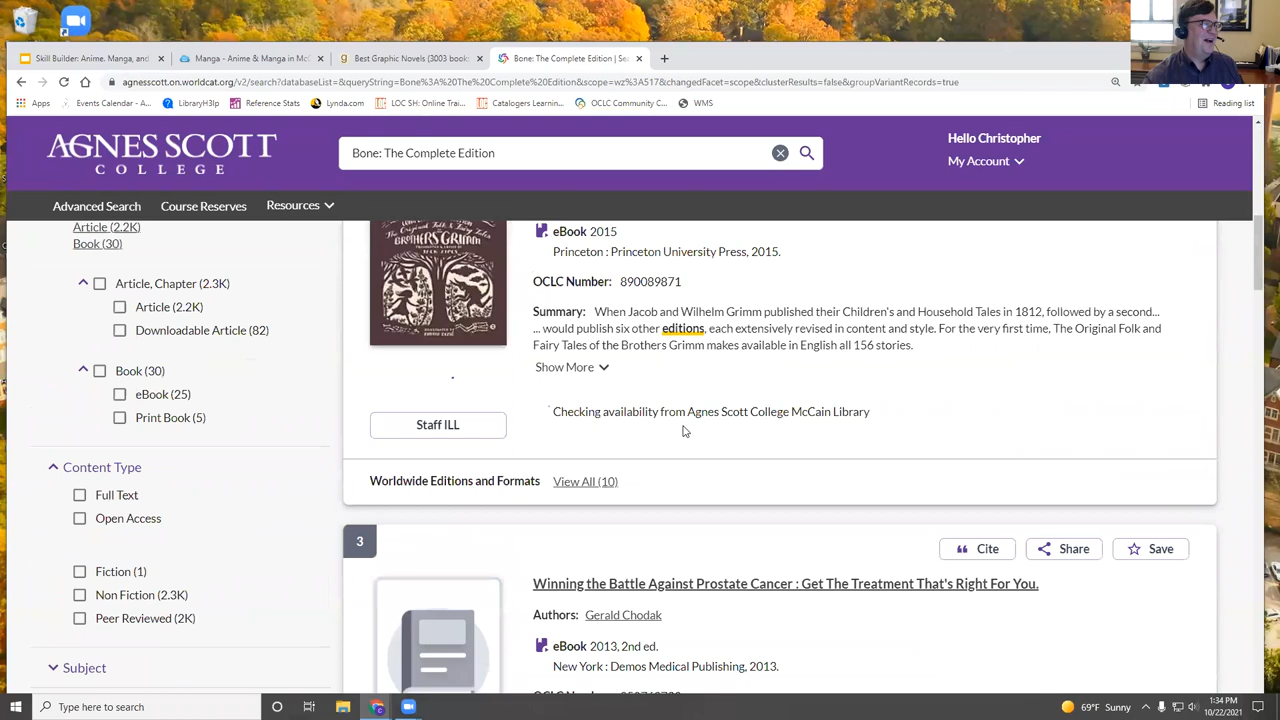 Skill Builder: Anime, Manga, and
Manga - Anime & Manga in McC
Best Graphic Novels (3003 book
Bone: The Complete Edition | Sea
agnesscott.on.worldcat.org/v2/search?databaseList=&queryString=Bone%3A%20The%20Complete%20Edition&scope=wz%3A517&changedFacet=scope&clusterResults=false&groupVariantRecords=true
Apps
Events Calendar - A...
LibraryH3lp
Reference Stats
Lynda.com
LOC SH: Online Trai...
Catalogers Learnin...
OCLC Community C...
WMS
Reading list
AGNES SCOTT
COLLEGE
Bone: The Complete Edition
Hello Christopher
My Account
Advanced Search
Course Reserves
Resources
Article (2.2K)
Book (30)
Article, Chapter (2.3K)
Article (2.2K)
Downloadable Article (82)
Book (30)
eBook (25)
Print Book (5)
Content Type
Full Text
Open Access
Fiction (1)
Non Fiction (2.3K)
Peer Reviewed (2K)
Subject
BROTHERS GRIMM
eBook 2015
Princeton : Princeton University Press, 2015.
OCLC Number: 890089871
Summary: When Jacob and Wilhelm Grimm published their Children's and Household Tales in 1812, followed by a second...
... would publish six other editions, each extensively revised in content and style. For the very first time, The Original Folk and
Fairy Tales of the Brothers Grimm makes available in English all 156 stories.
Show More
Checking availability from Agnes Scott College McCain Library
Staff ILL
Worldwide Editions and Formats
View All (10)
3
Cite
Share
Save
Winning the Battle Against Prostate Cancer : Get The Treatment That's Right For You.
Authors: Gerald Chodak
eBook 2013, 2nd ed.
New York : Demos Medical Publishing, 2013.
Type here to search
69°F Sunny
1:34 PM
10/22/2021